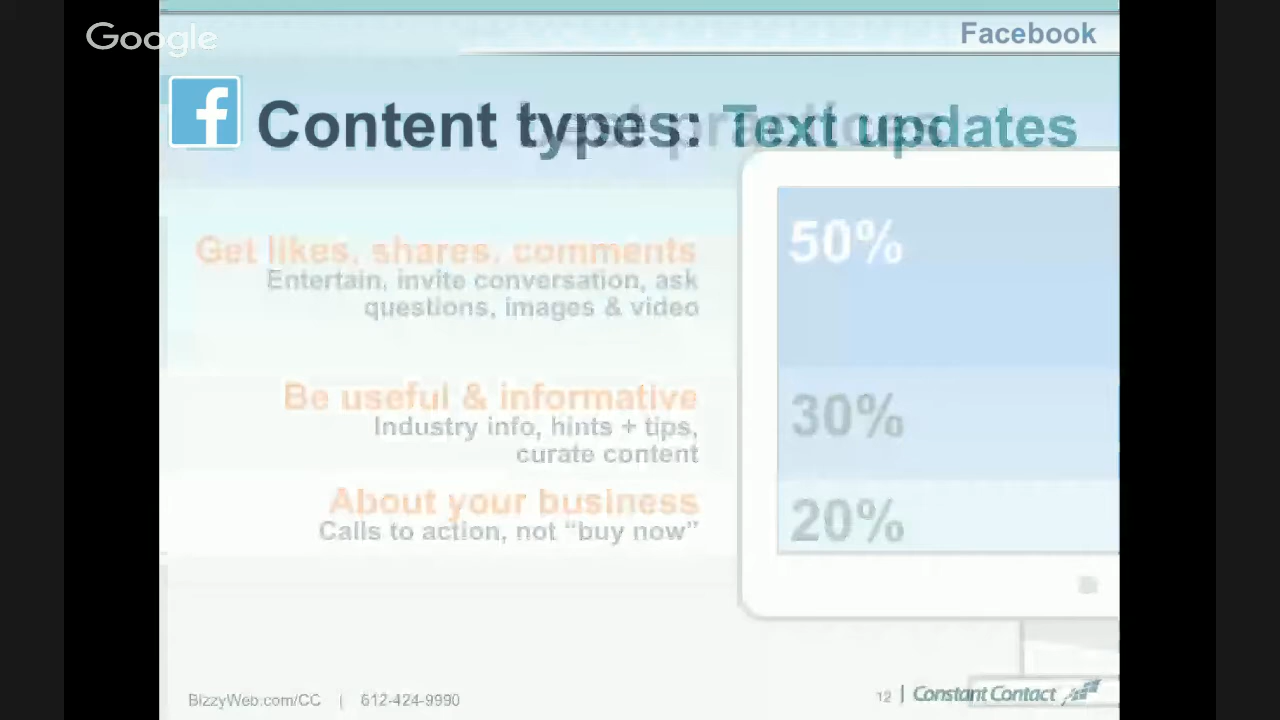 Google
Facebook
Content types: Text updates
Get likes, shares, comments
Entertain, invite conversation, ask
questions, images & video
50%
Be useful & informative
Industry info, hints + tips,
curate content
30%
About your business
Calls to action, not “buy now”
20%
BizzyWeb.com/CC | 612-424-9990
12 | Constant Contact